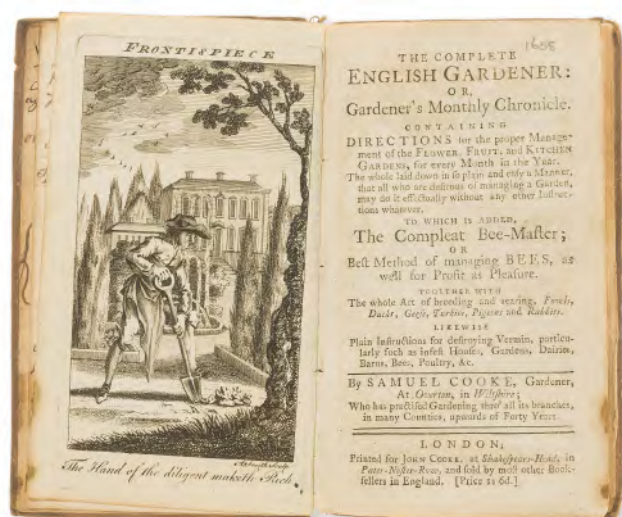 FRONTISPIECE
The Hand of the diligent maketh Rich.
THE COMPLETE
ENGLISH GARDENER:
OR,
Gardener's Monthly Chronicle.
CONTAINING
DIRECTIONS for the proper Manage-
ment of the FLOWER, FRUIT, and KITCHEN
GARDENS, for every Month in the Year.
The whole laid down in so plain and easy a Manner,
that all who are desirous of managing a Garden,
may do it effectually without any other Instruc-
tions whatever.
TO WHICH IS ADDED,
The Compleat Bee-Master;
OR
Best Method of managing BEES, as
well for Profit as Pleasure.
TOGETHER WITH
The whole Art of breeding and rearing, Fowls,
Ducks, Geese, Turkies, Pigeons and Rabbits.
LIKEWISE
Plain Instructions for destroying Vermin, particu-
larly such as infest Houses, Gardens, Dairies,
Barns, Bees, Poultry, &c.
By SAMUEL COOKE, Gardener,
At Overton, in Wiltshire;
Who has practised Gardening thro' all its branches,
in many Counties, upwards of Forty Years.
LONDON;
Printed for JOHN COOKE, at Shakespears-Head, in
Pater-Noster-Row, and sold by most other Book-
sellers in England. [Price 2s 6d.]